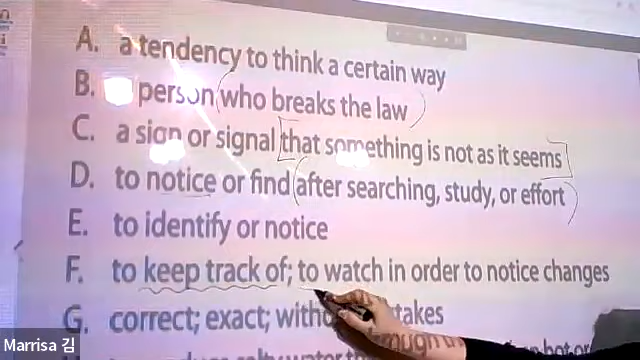 A. a tendency to think a certain way
B. person who breaks the law
C. a sign or signal that something is not as it seems
D. to notice or find after searching, study, or effort
E. to identify or notice
F. to keep track of; to watch in order to notice changes
G. correct; exact;
Marrisa 김